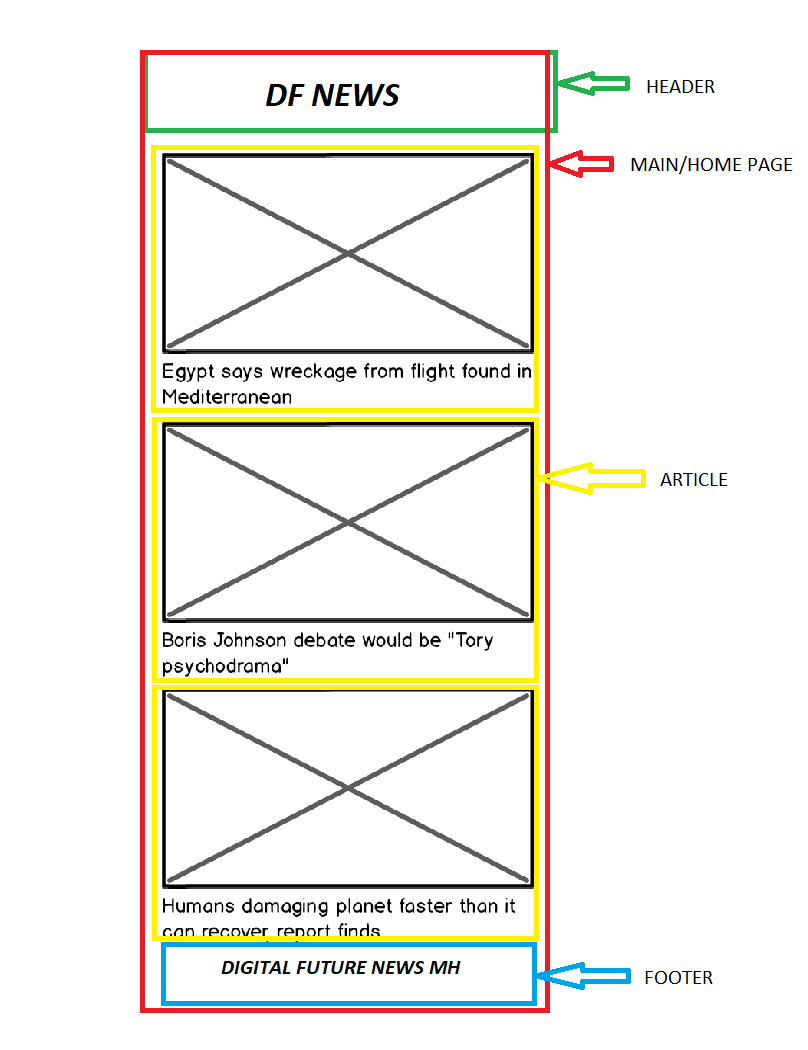 DF NEWS
HEADER
MAIN/HOME PAGE
Egypt says wreckage from flight found in
Mediterranean
ARTICLE
Boris Johnson debate would be "Tory
psychodrama"
Humans damaging planet faster than it
can recover report finds
DIGITAL FUTURE NEWS MH
FOOTER